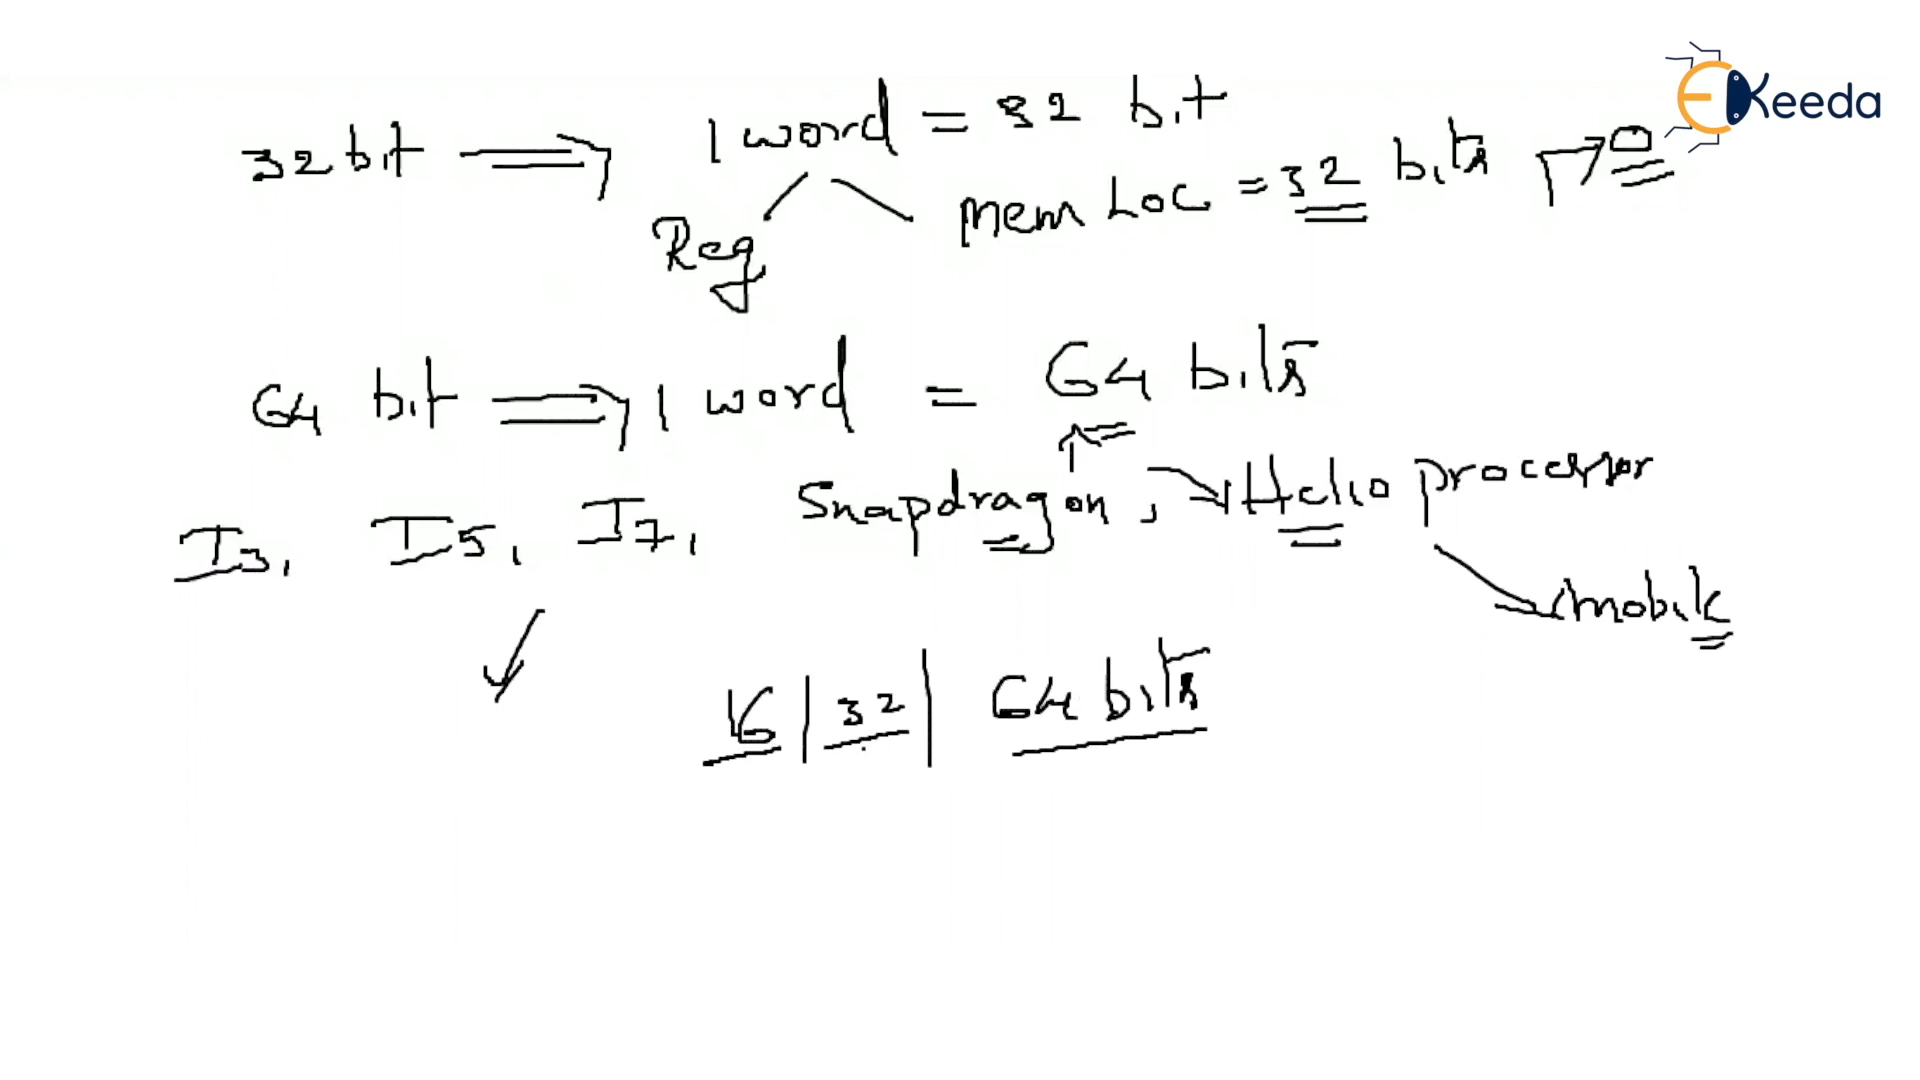 EKeeda
32 bit ⇒ 1 word = 32 bit
Reg mem Loc = 32 bits
64 bit ⇒ 1 word = 64 bits
I3, I5, I7, Snapdragon, Helio processor
mobile
16 | 32 | 64 bits